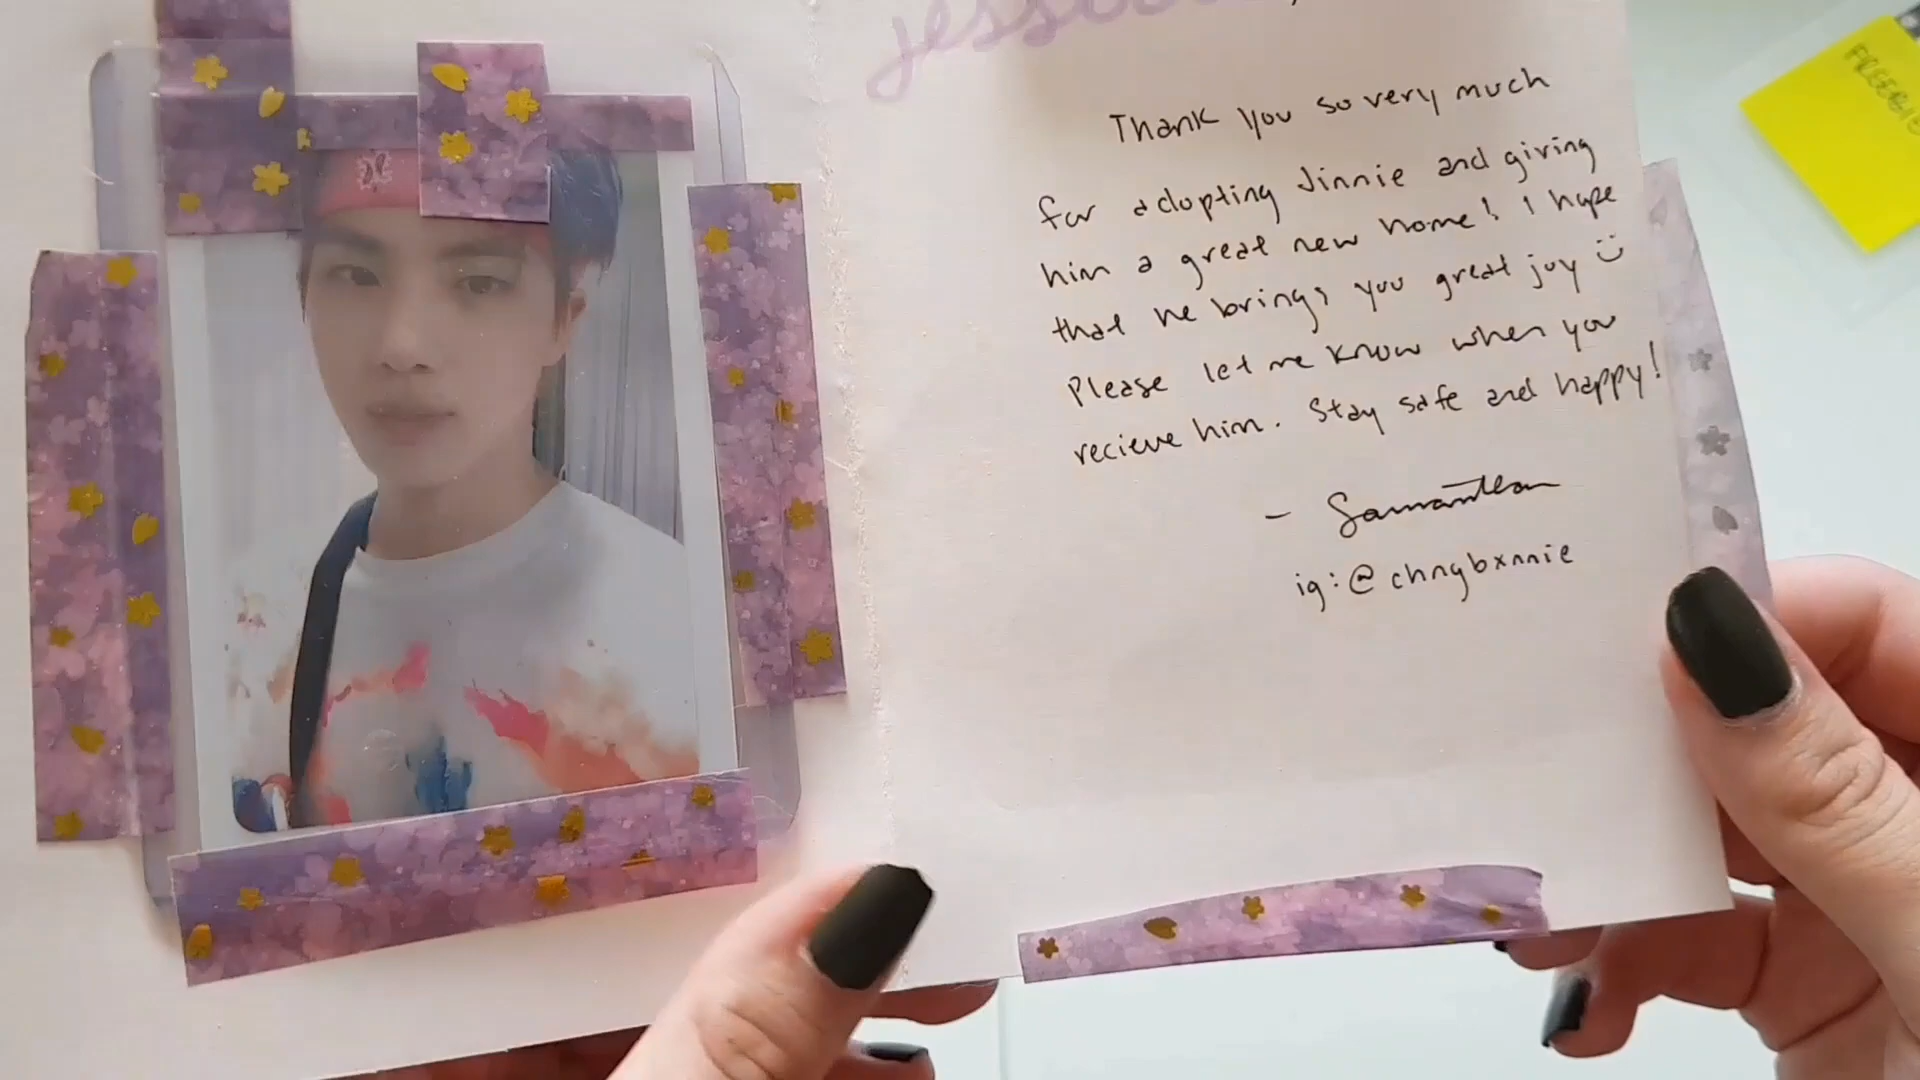 Thank you so very much
for adopting Jinnie and giving
him a great new home! I hope
that he brings you great joy :)
Please let me know when you
recieve him. Stay safe and happy!
- Samantha
ig:@chngbxnnie